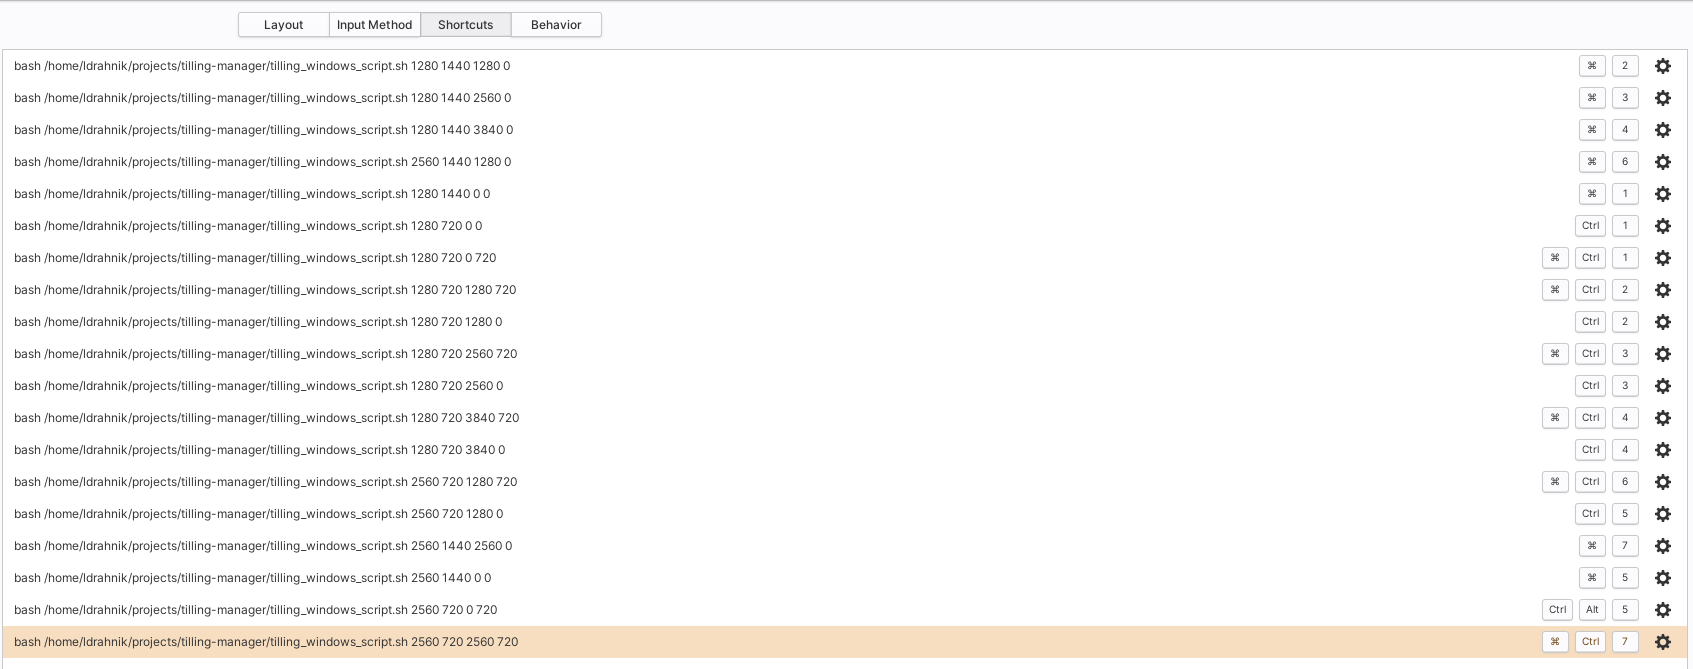 Layout Input Method Shortcuts Behavior
bash /home/ldrahnik/projects/tilling-manager/tilling_windows_script.sh 1280 1440 1280 0 ⌘ 2
bash /home/ldrahnik/projects/tilling-manager/tilling_windows_script.sh 1280 1440 2560 0 ⌘ 3
bash /home/ldrahnik/projects/tilling-manager/tilling_windows_script.sh 1280 1440 3840 0 ⌘ 4
bash /home/ldrahnik/projects/tilling-manager/tilling_windows_script.sh 2560 1440 1280 0 ⌘ 6
bash /home/ldrahnik/projects/tilling-manager/tilling_windows_script.sh 1280 1440 0 0 ⌘ 1
bash /home/ldrahnik/projects/tilling-manager/tilling_windows_script.sh 1280 720 0 0 Ctrl 1
bash /home/ldrahnik/projects/tilling-manager/tilling_windows_script.sh 1280 720 0 720 ⌘ Ctrl 1
bash /home/ldrahnik/projects/tilling-manager/tilling_windows_script.sh 1280 720 1280 720 ⌘ Ctrl 2
bash /home/ldrahnik/projects/tilling-manager/tilling_windows_script.sh 1280 720 1280 0 Ctrl 2
bash /home/ldrahnik/projects/tilling-manager/tilling_windows_script.sh 1280 720 2560 720 ⌘ Ctrl 3
bash /home/ldrahnik/projects/tilling-manager/tilling_windows_script.sh 1280 720 2560 0 Ctrl 3
bash /home/ldrahnik/projects/tilling-manager/tilling_windows_script.sh 1280 720 3840 720 ⌘ Ctrl 4
bash /home/ldrahnik/projects/tilling-manager/tilling_windows_script.sh 1280 720 3840 0 Ctrl 4
bash /home/ldrahnik/projects/tilling-manager/tilling_windows_script.sh 2560 720 1280 720 ⌘ Ctrl 6
bash /home/ldrahnik/projects/tilling-manager/tilling_windows_script.sh 2560 720 1280 0 Ctrl 5
bash /home/ldrahnik/projects/tilling-manager/tilling_windows_script.sh 2560 1440 2560 0 ⌘ 7
bash /home/ldrahnik/projects/tilling-manager/tilling_windows_script.sh 2560 1440 0 0 ⌘ 5
bash /home/ldrahnik/projects/tilling-manager/tilling_windows_script.sh 2560 720 0 720 Ctrl Alt 5
bash /home/ldrahnik/projects/tilling-manager/tilling_windows_script.sh 2560 720 2560 720 ⌘ Ctrl 7